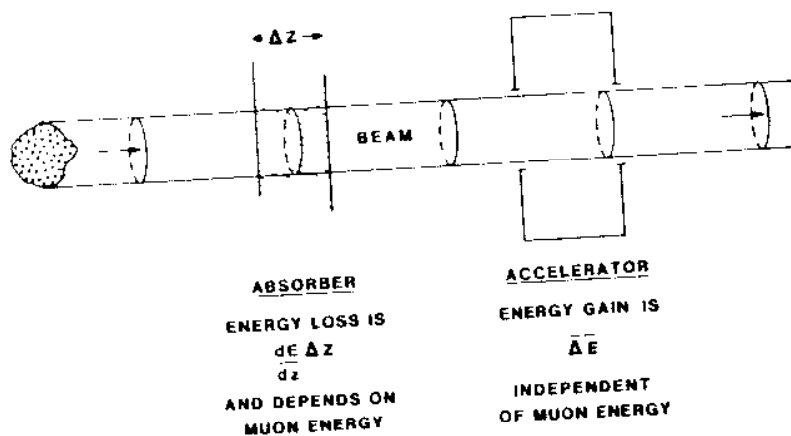 ΔZ
BEAM
ABSORBER
ENERGY LOSS IS
dE ΔZ
dz
AND DEPENDS ON
MUON ENERGY
ACCELERATOR
ENERGY GAIN IS
ΔE
INDEPENDENT
OF MUON ENERGY